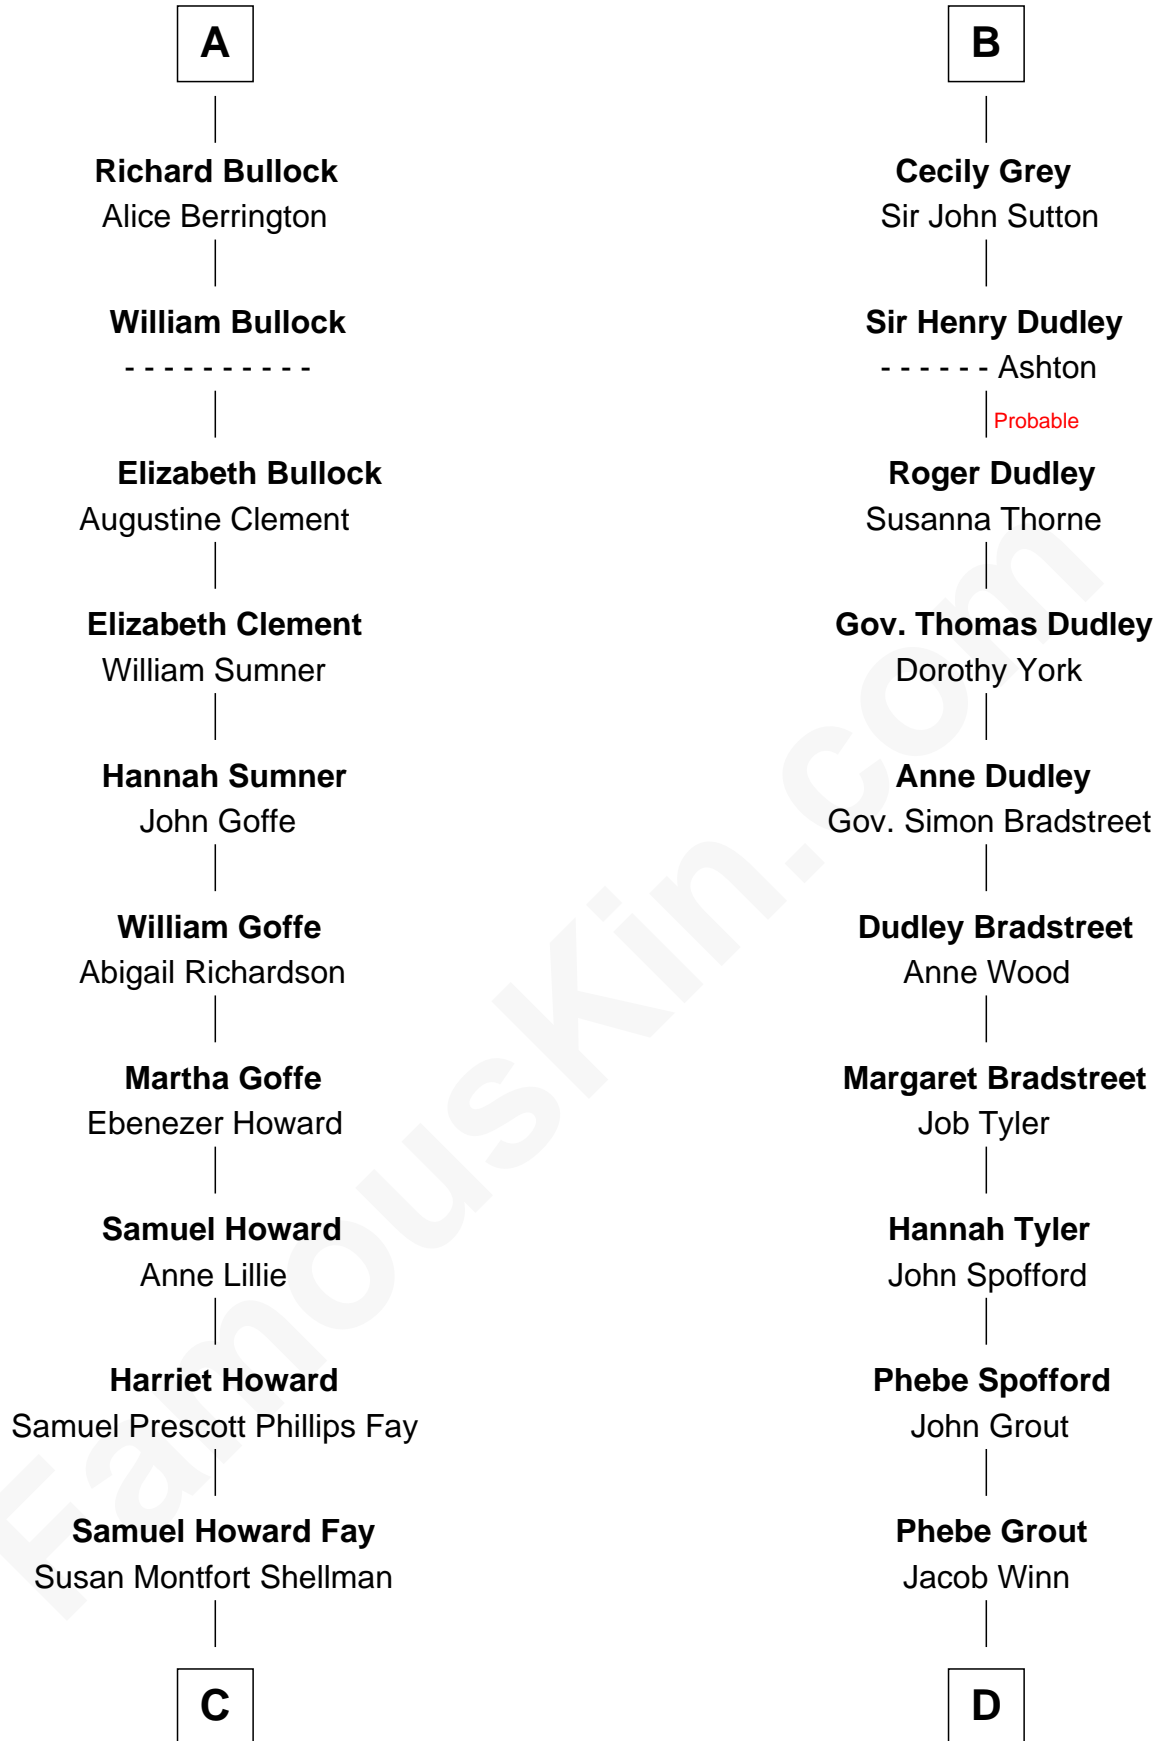 A
Richard Bullock
Alice Berrington
William Bullock
- - - - - - - - - -
Elizabeth Bullock
Augustine Clement
Elizabeth Clement
William Sumner
Hannah Sumner
John Goffe
William Goffe
Abigail Richardson
Martha Goffe
Ebenezer Howard
Samuel Howard
Anne Lillie
Harriet Howard
Samuel Prescott Phillips Fay
Samuel Howard Fay
Susan Montfort Shellman
C
B
Cecily Grey
Sir John Sutton
Sir Henry Dudley
- - - - - - Ashton
Probable
Roger Dudley
Susanna Thorne
Gov. Thomas Dudley
Dorothy York
Anne Dudley
Gov. Simon Bradstreet
Dudley Bradstreet
Anne Wood
Margaret Bradstreet
Job Tyler
Hannah Tyler
John Spofford
Phebe Spofford
John Grout
Phebe Grout
Jacob Winn
D
FamousKin.com